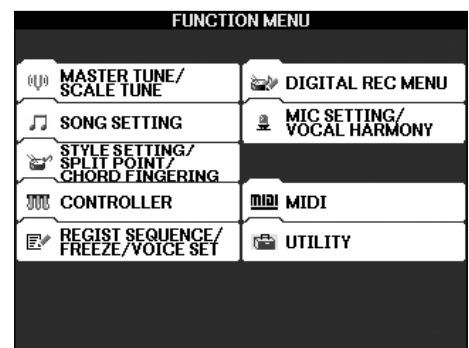 FUNCTION MENU
MASTER TUNE/
SCALE TUNE
SONG SETTING
STYLE SETTING/
SPLIT POINT/
CHORD FINGERING
CONTROLLER
REGIST SEQUENCE/
FREEZE/VOICE SET
DIGITAL REC MENU
MIC SETTING/
VOCAL HARMONY
MIDI MIDI
UTILITY